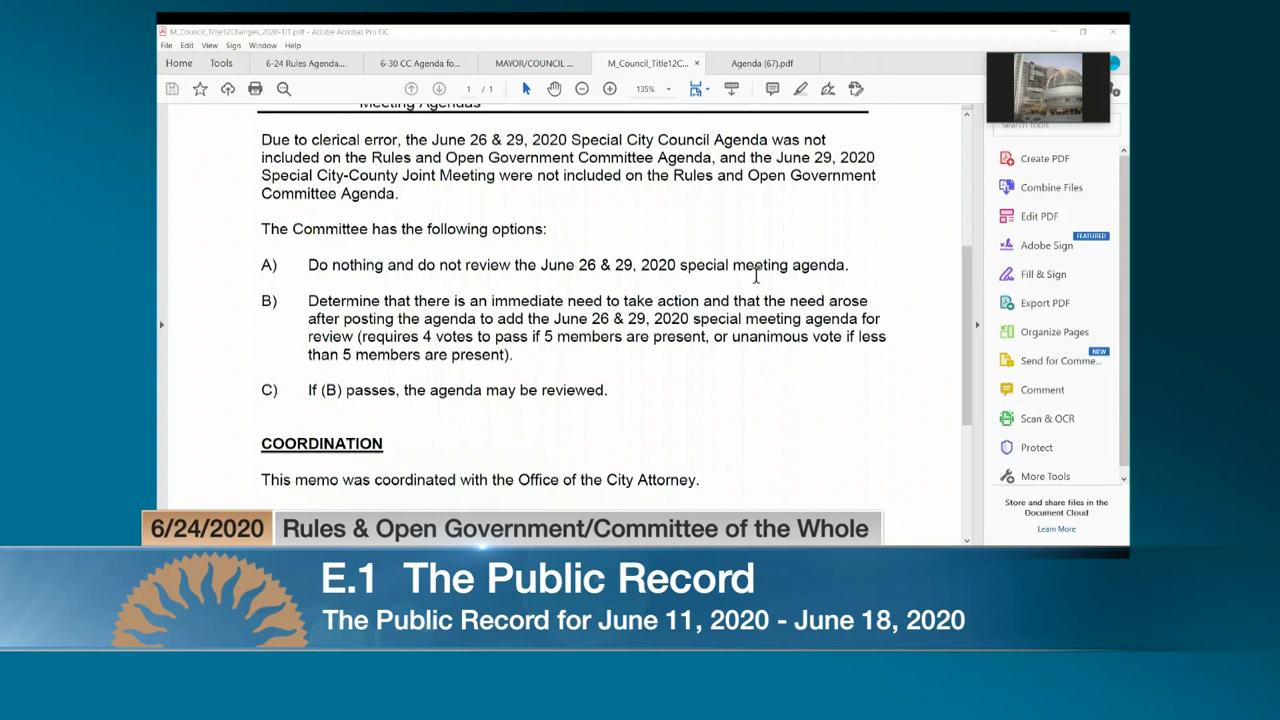 M_Council_Title12Changes_2020-TJT.pdf - Adobe Acrobat Pro DC
File Edit View Sign Window Help
Home Tools 6-24 Rules Agenda.... 6-30 CC Agenda fo... MAYOR/COUNCIL ... M_Council_Title12C... × Agenda (67).pdf
1 / 1 135%
Search tools
Meeting Agendas
Due to clerical error, the June 26 & 29, 2020 Special City Council Agenda was not
included on the Rules and Open Government Committee Agenda, and the June 29, 2020
Special City-County Joint Meeting were not included on the Rules and Open Government
Committee Agenda.
The Committee has the following options:
A) Do nothing and do not review the June 26 & 29, 2020 special meeting agenda.
B) Determine that there is an immediate need to take action and that the need arose
after posting the agenda to add the June 26 & 29, 2020 special meeting agenda for
review (requires 4 votes to pass if 5 members are present, or unanimous vote if less
than 5 members are present).
C) If (B) passes, the agenda may be reviewed.
COORDINATION
This memo was coordinated with the Office of the City Attorney.
Create PDF
Combine Files
Edit PDF
FEATURED
Adobe Sign
Fill & Sign
Export PDF
Organize Pages
NEW
Send for Comme...
Comment
Scan & OCR
Protect
More Tools
Store and share files in the
Document Cloud
Learn More
6/24/2020 Rules & Open Government/Committee of the Whole
E.1 The Public Record
The Public Record for June 11, 2020 - June 18, 2020